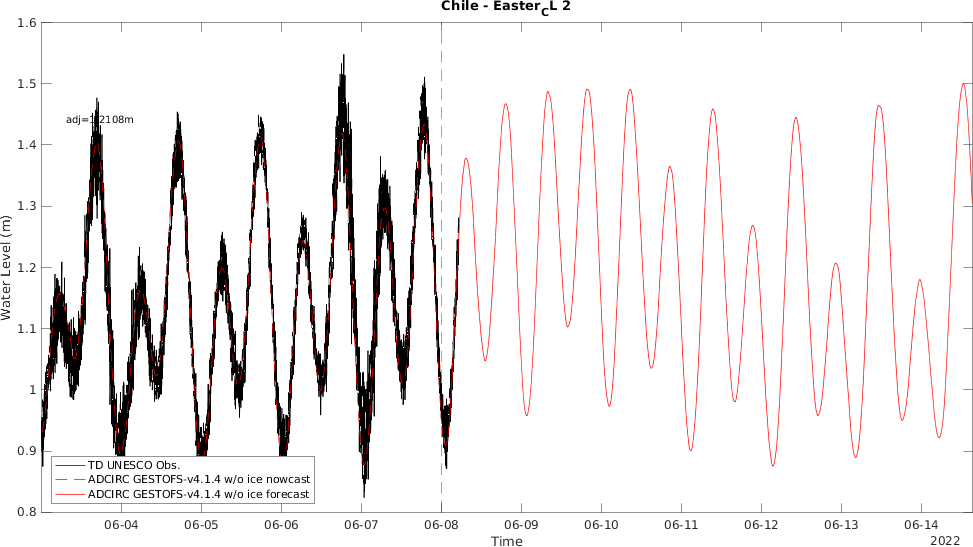 Chile - EasterCL 2
Water Level (m)
1.6
1.5
1.4
1.3
1.2
1.1
1
0.9
0.8
adj=1.2108m
TD UNESCO Obs.
ADCIRC GESTOFS-v4.1.4 w/o ice nowcast
ADCIRC GESTOFS-v4.1.4 w/o ice forecast
06-04 06-05 06-06 06-07 06-08 06-09 06-10 06-11 06-12 06-13 06-14
Time
2022